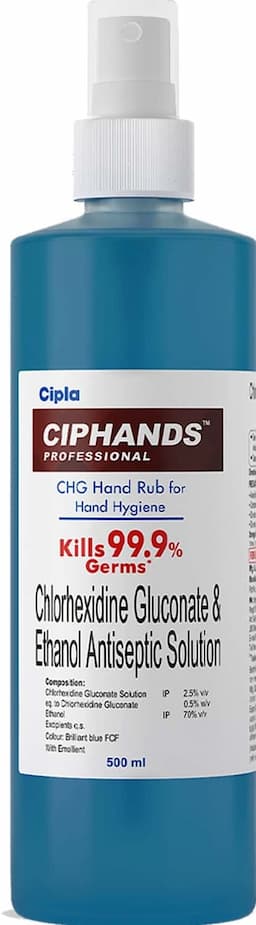 Cipla
CIPHANDS™
PROFESSIONAL
CHG Hand Rub for
Hand Hygiene
Kills 99.9%
Germs*
Chlorhexidine Gluconate &
Ethanol Antiseptic Solution
Composition:
Chlorhexidine Gluconate Solution IP 2.5% v/v
eq. to Chlorhexidine Gluconate 0.5% w/v
Ethanol IP 70% v/v
Excipients q.s.
Colour: Brilliant blue FCF
With Emollient
500 ml